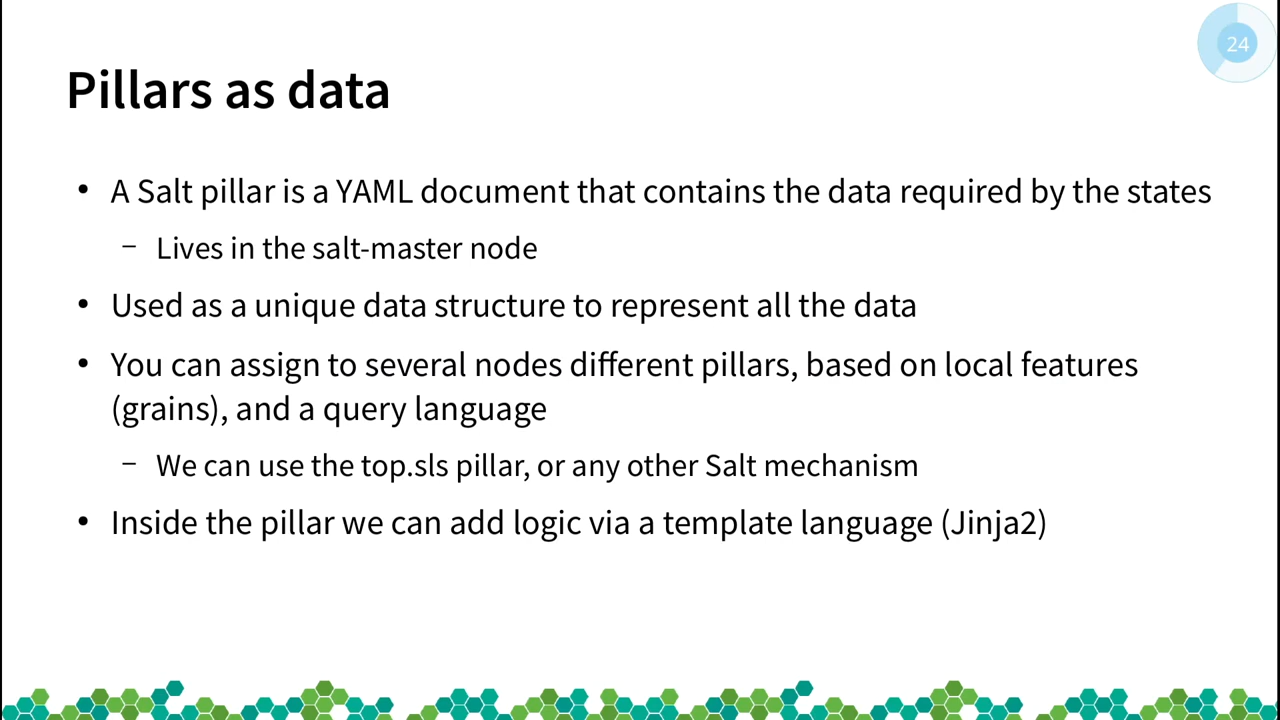 24
Pillars as data
• A Salt pillar is a YAML document that contains the data required by the states
– Lives in the salt-master node
• Used as a unique data structure to represent all the data
• You can assign to several nodes different pillars, based on local features
(grains), and a query language
– We can use the top.sls pillar, or any other Salt mechanism
• Inside the pillar we can add logic via a template language (Jinja2)